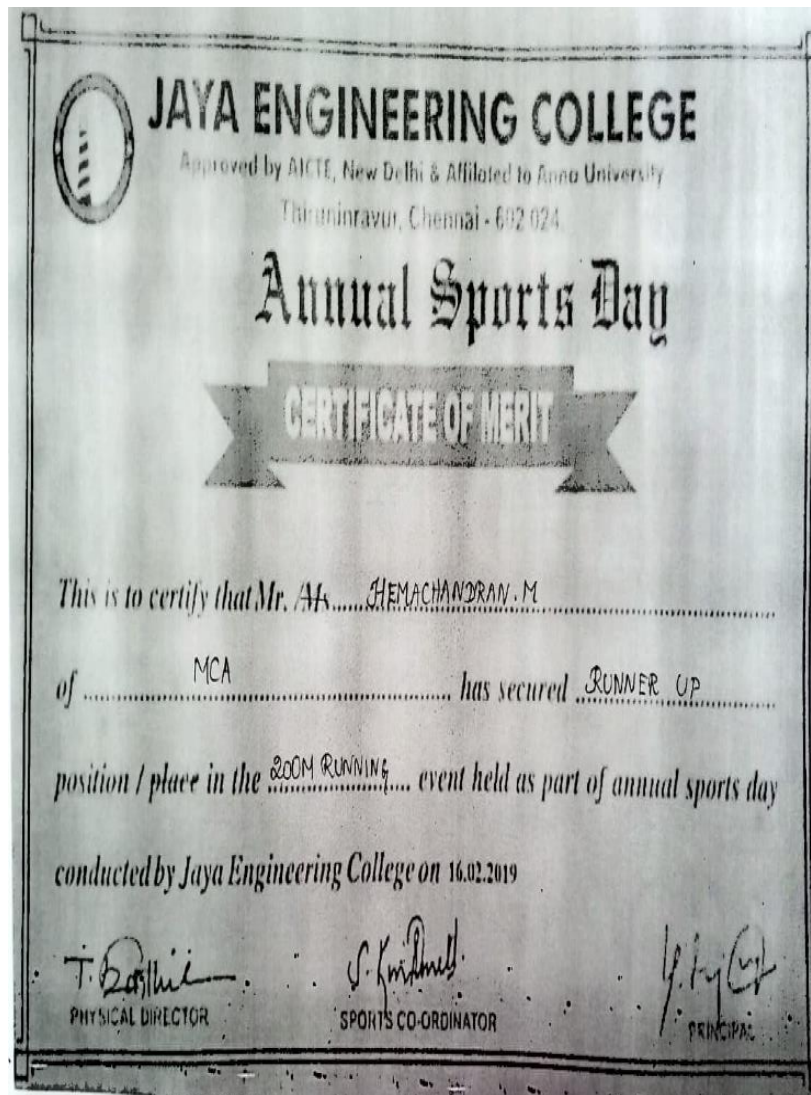 JAYA ENGINEERING COLLEGE
Approved by AICTE, New Delhi & Affiliated to Anna University
Thiruninravur, Chennai - 602 024
Annual Sports Day
CERTIFICATE OF MERIT
This is to certify that Mr. /Ms ..... HEMACHANDRAN.M
of MCA has secured RUNNER UP
position / place in the 200M RUNNING event held as part of annual sports day
conducted by Jaya Engineering College on 16.02.2019
PHYSICAL DIRECTOR SPORTS CO-ORDINATOR PRINCIPAL